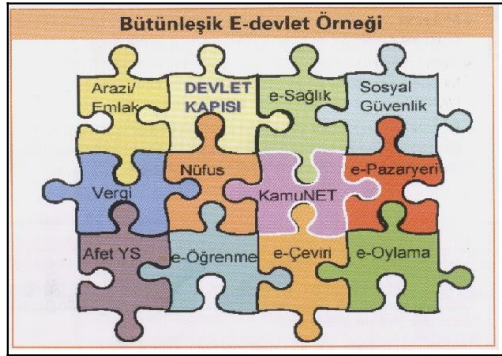 Bütünleşik E-devlet Örneği
Arazi/
Emlak
DEVLET
KAPISI
e-Sağlık
Sosyal
Güvenlik
Vergi
Nüfus
KamuNET
e-Pazaryeri
Afet YS
e-Öğrenme
e-Çeviri
e-Oylama